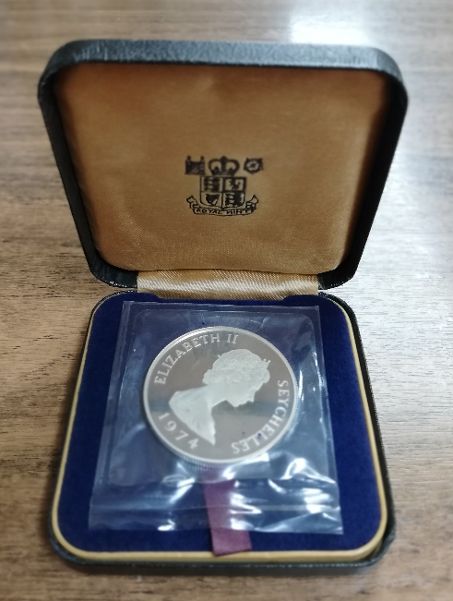 ROYAL MINT
ELIZABETH II
SEYCHELLES
1974